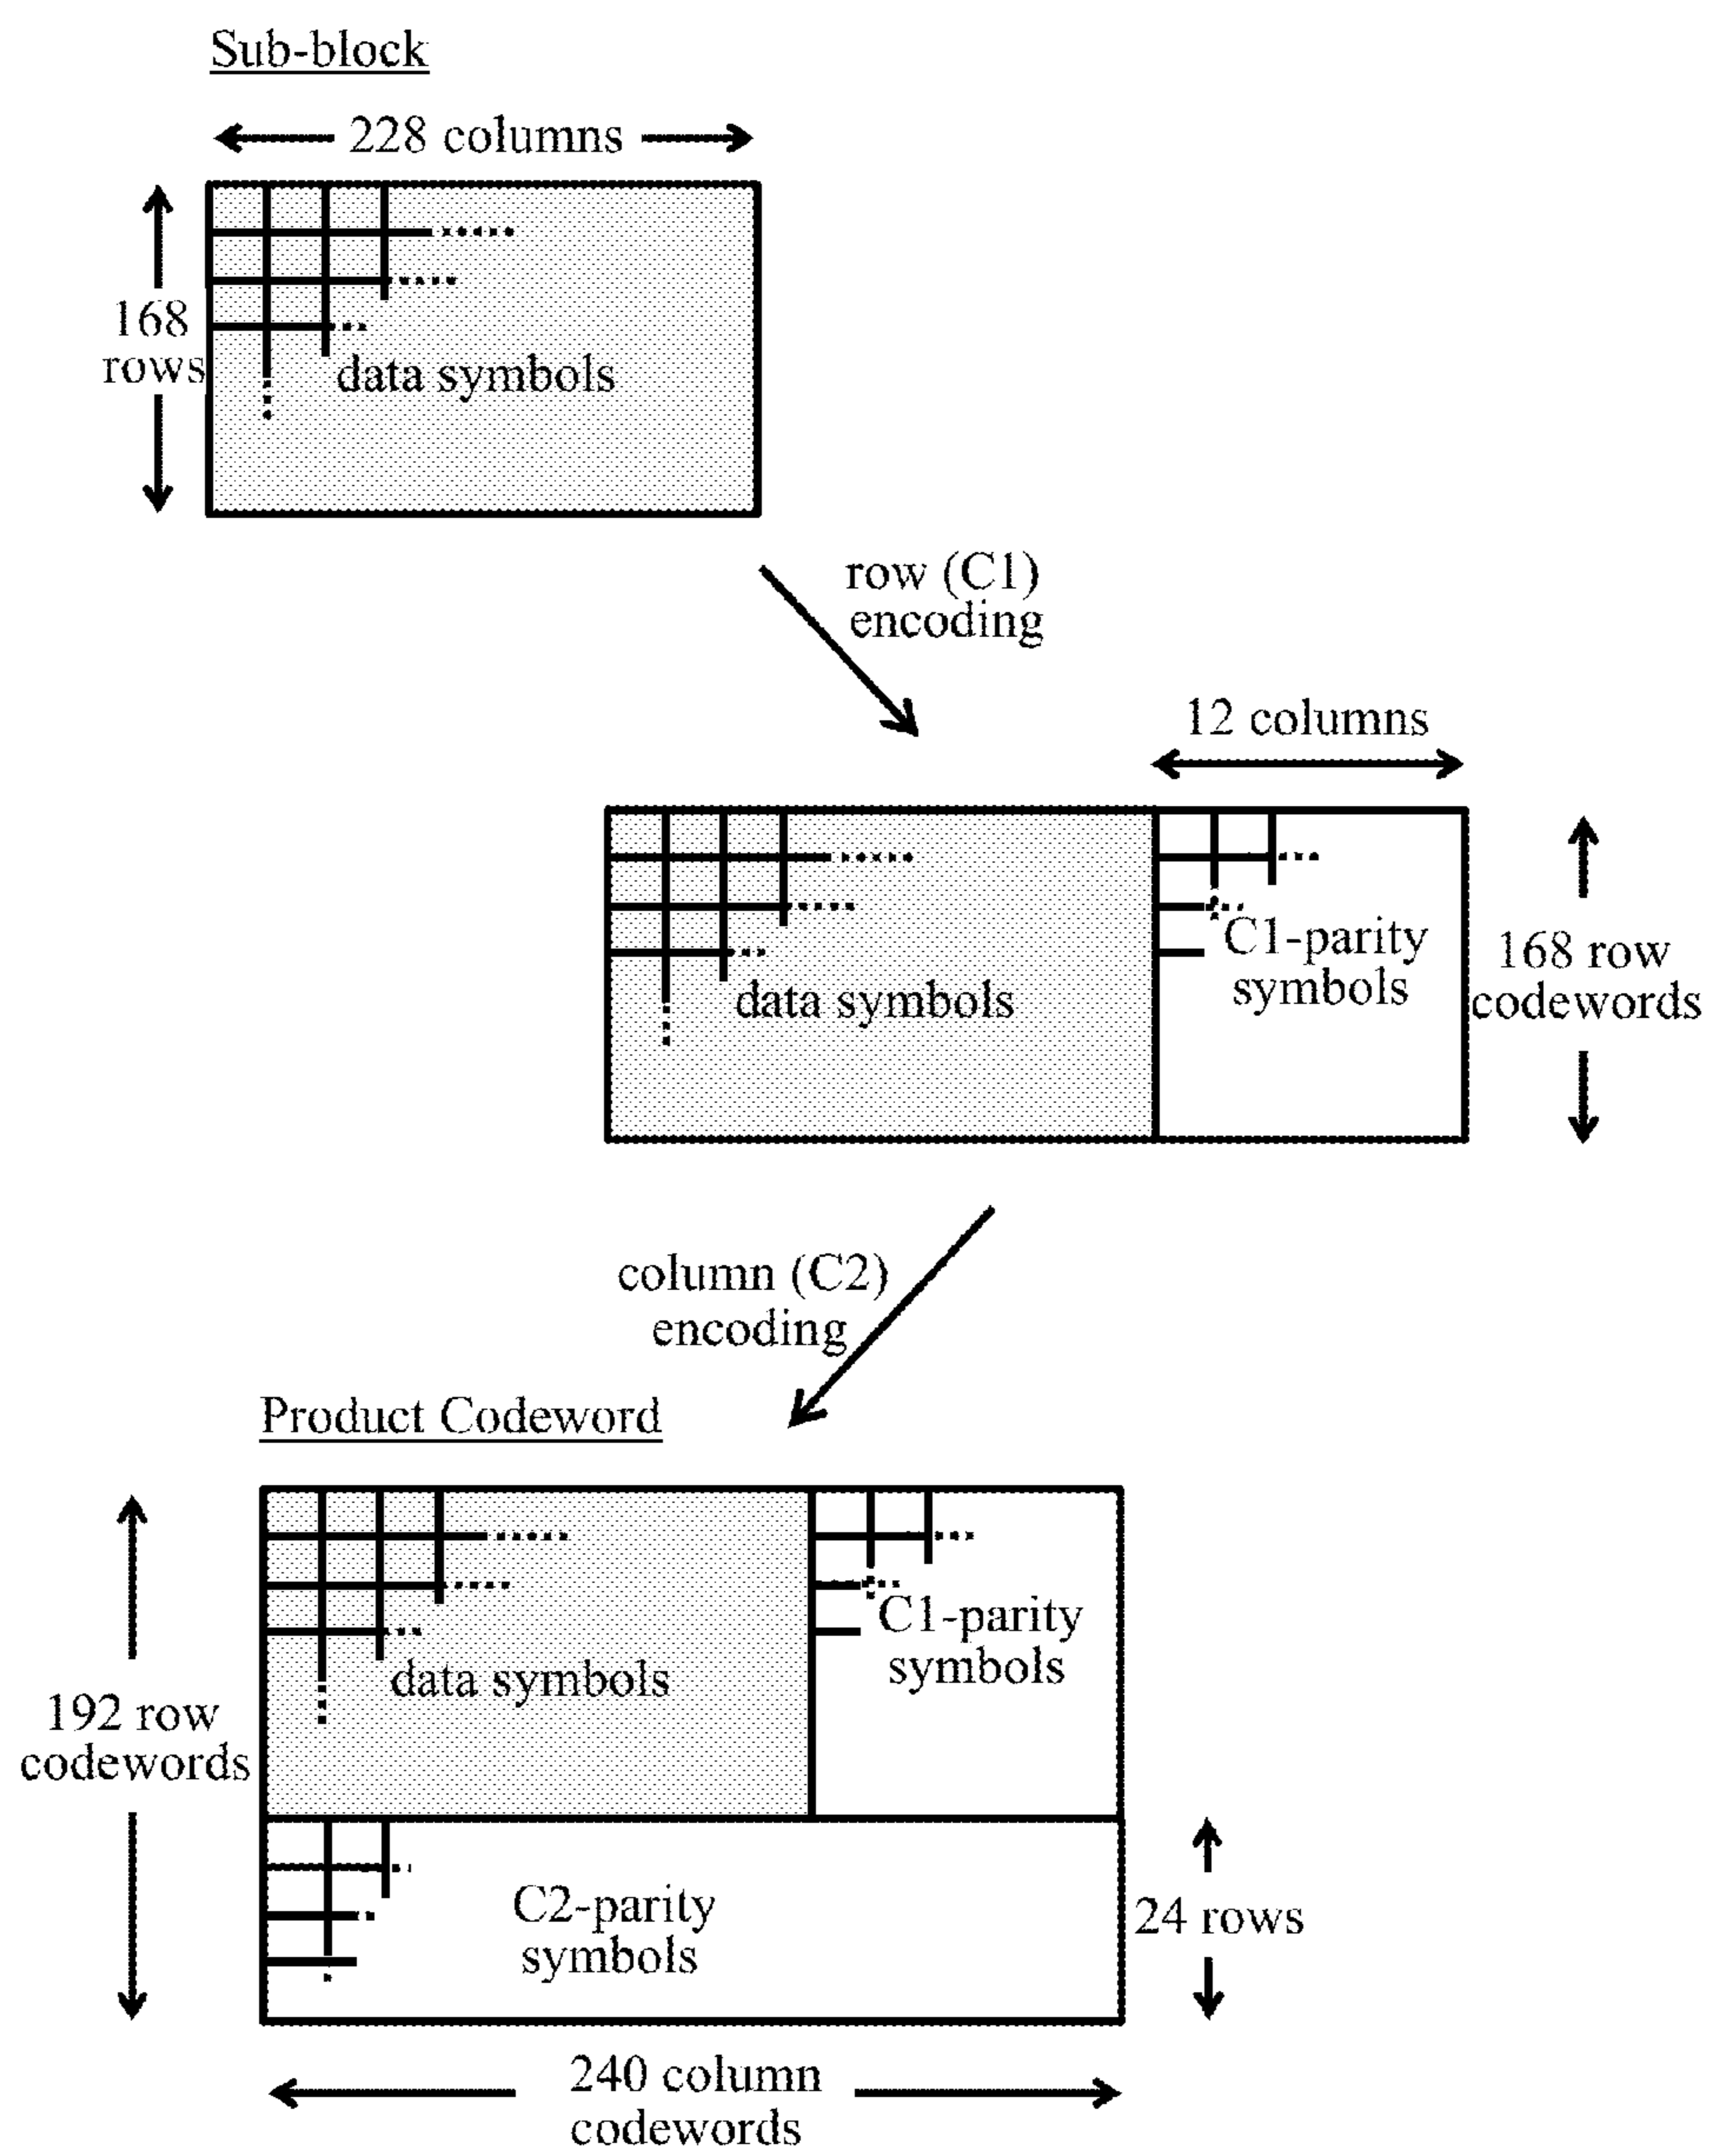 Sub-block
228 columns
168
rows
data symbols
row (C1)
encoding
12 columns
data symbols
C1-parity
symbols
168 row
codewords
column (C2)
encoding
Product Codeword
192 row
codewords
data symbols
C1-parity
symbols
C2-parity
symbols
24 rows
240 column
codewords